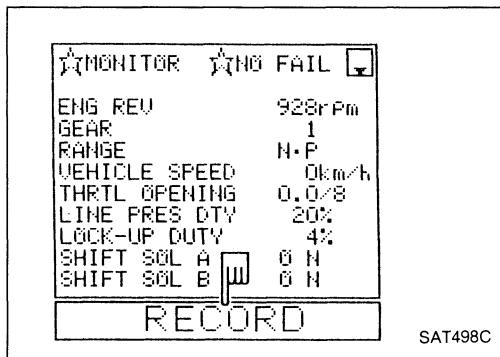 ☆MONITOR ☆NO FAIL
ENG REV 928rpm
GEAR 1
RANGE N·P
VEHICLE SPEED 0km/h
THRTL OPENING 0.0/8
LINE PRES DTY 20%
LOCK-UP DUTY 4%
SHIFT SOL A ON
SHIFT SOL B ON
RECORD
SAT498C